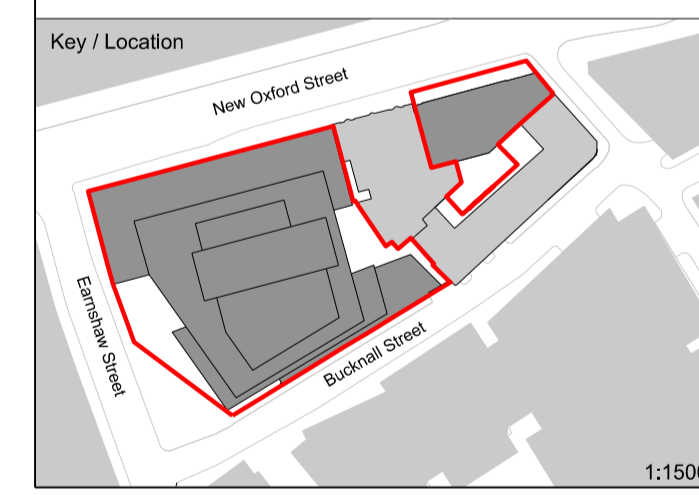 Key / Location
New Oxford Street
Earnshaw Street
Bucknall Street
1:1500